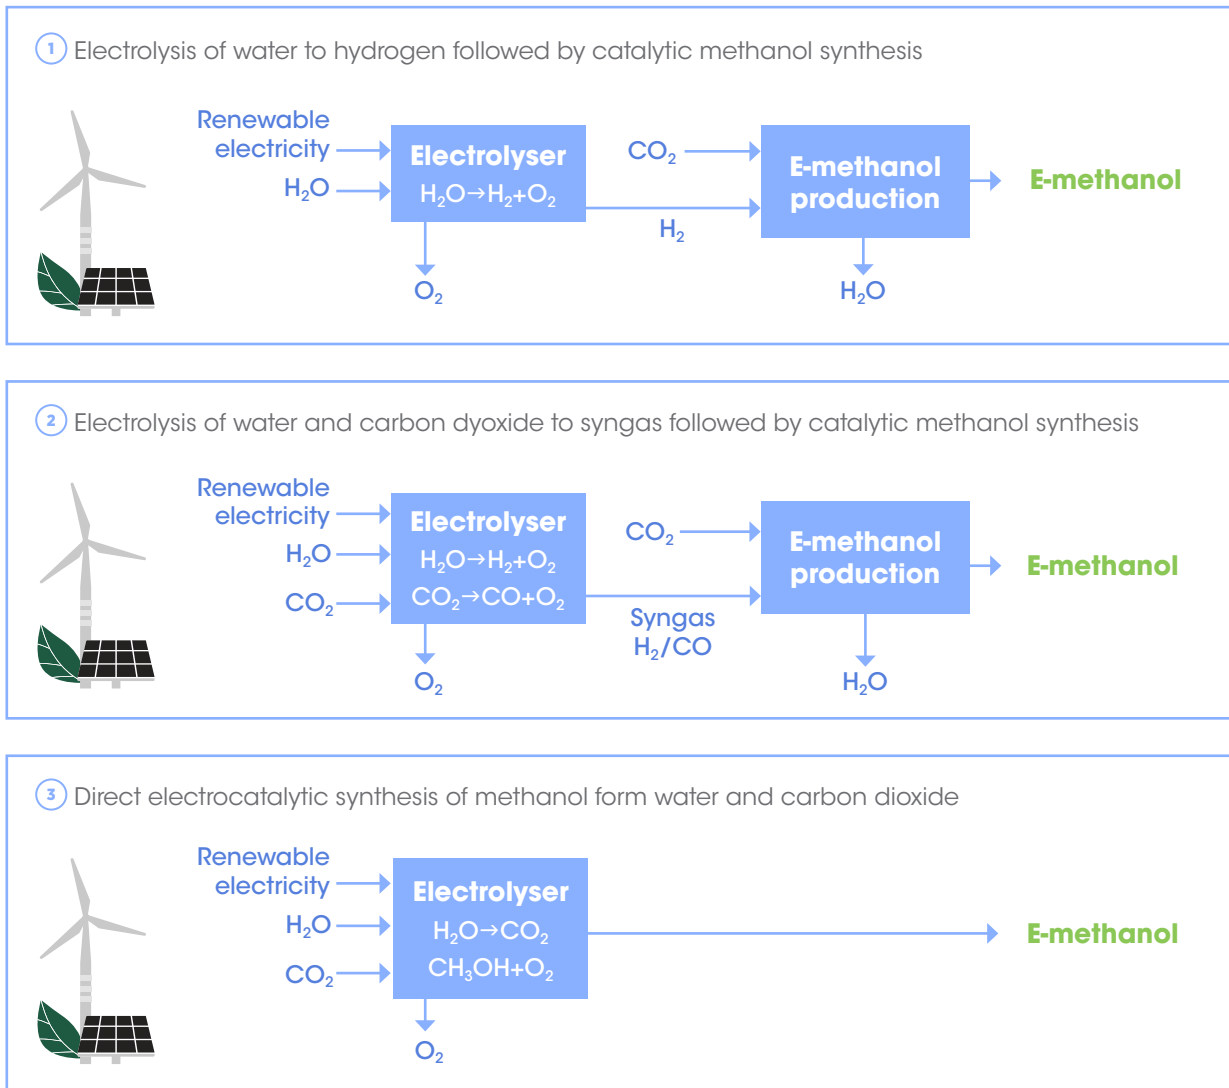 1 Electrolysis of water to hydrogen followed by catalytic methanol synthesis
Renewable
electricity
H₂O
Electrolyser
H₂O→H₂+O₂
O₂
CO₂
H₂
E-methanol
production
H₂O
E-methanol
2 Electrolysis of water and carbon dyoxide to syngas followed by catalytic methanol synthesis
Renewable
electricity
H₂O
CO₂
Electrolyser
H₂O→H₂+O₂
CO₂→CO+O₂
O₂
CO₂
Syngas
H₂/CO
E-methanol
production
H₂O
E-methanol
3 Direct electrocatalytic synthesis of methanol form water and carbon dioxide
Renewable
electricity
H₂O
CO₂
Electrolyser
H₂O→CO₂
CH₃OH+O₂
O₂
E-methanol